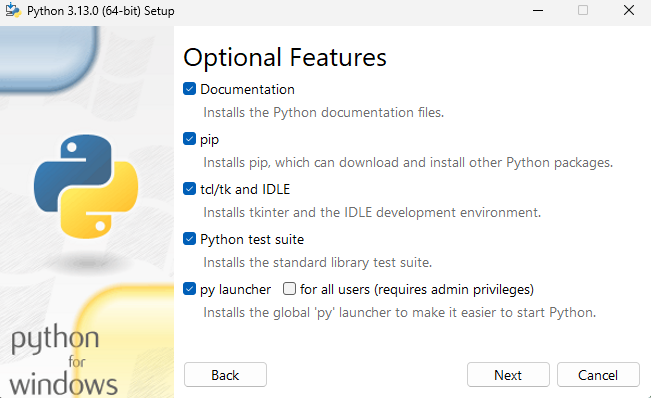 Python 3.13.0 (64-bit) Setup
Optional Features
Documentation
Installs the Python documentation files.
pip
Installs pip, which can download and install other Python packages.
tcl/tk and IDLE
Installs tkinter and the IDLE development environment.
Python test suite
Installs the standard library test suite.
py launcher for all users (requires admin privileges)
Installs the global 'py' launcher to make it easier to start Python.
python
for
windows
Back Next Cancel